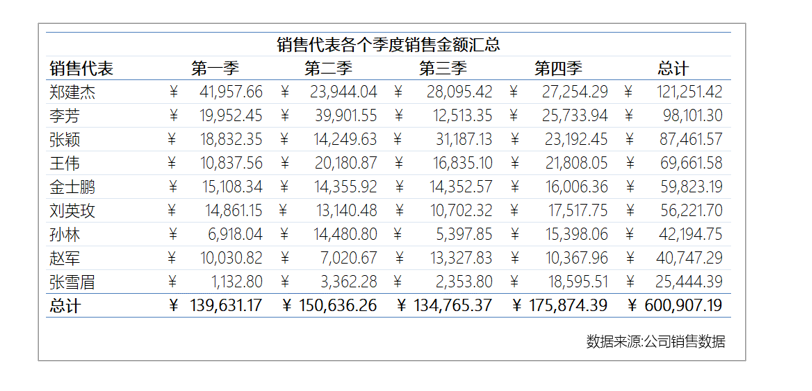 销售代表各个季度销售金额汇总
销售代表 第一季 第二季 第三季 第四季 总计
郑建杰 ¥ 41,957.66 ¥ 23,944.04 ¥ 28,095.42 ¥ 27,254.29 ¥ 121,251.42
李芳 ¥ 19,952.45 ¥ 39,901.55 ¥ 12,513.35 ¥ 25,733.94 ¥ 98,101.30
张颖 ¥ 18,832.35 ¥ 14,249.63 ¥ 31,187.13 ¥ 23,192.45 ¥ 87,461.57
王伟 ¥ 10,837.56 ¥ 20,180.87 ¥ 16,835.10 ¥ 21,808.05 ¥ 69,661.58
金士鹏 ¥ 15,108.34 ¥ 14,355.92 ¥ 14,352.57 ¥ 16,006.36 ¥ 59,823.19
刘英玫 ¥ 14,861.15 ¥ 13,140.48 ¥ 10,702.32 ¥ 17,517.75 ¥ 56,221.70
孙林 ¥ 6,918.04 ¥ 14,480.80 ¥ 5,397.85 ¥ 15,398.06 ¥ 42,194.75
赵军 ¥ 10,030.82 ¥ 7,020.67 ¥ 13,327.83 ¥ 10,367.96 ¥ 40,747.29
张雪眉 ¥ 1,132.80 ¥ 3,362.28 ¥ 2,353.80 ¥ 18,595.51 ¥ 25,444.39
总计 ¥ 139,631.17 ¥ 150,636.26 ¥ 134,765.37 ¥ 175,874.39 ¥ 600,907.19
数据来源:公司销售数据